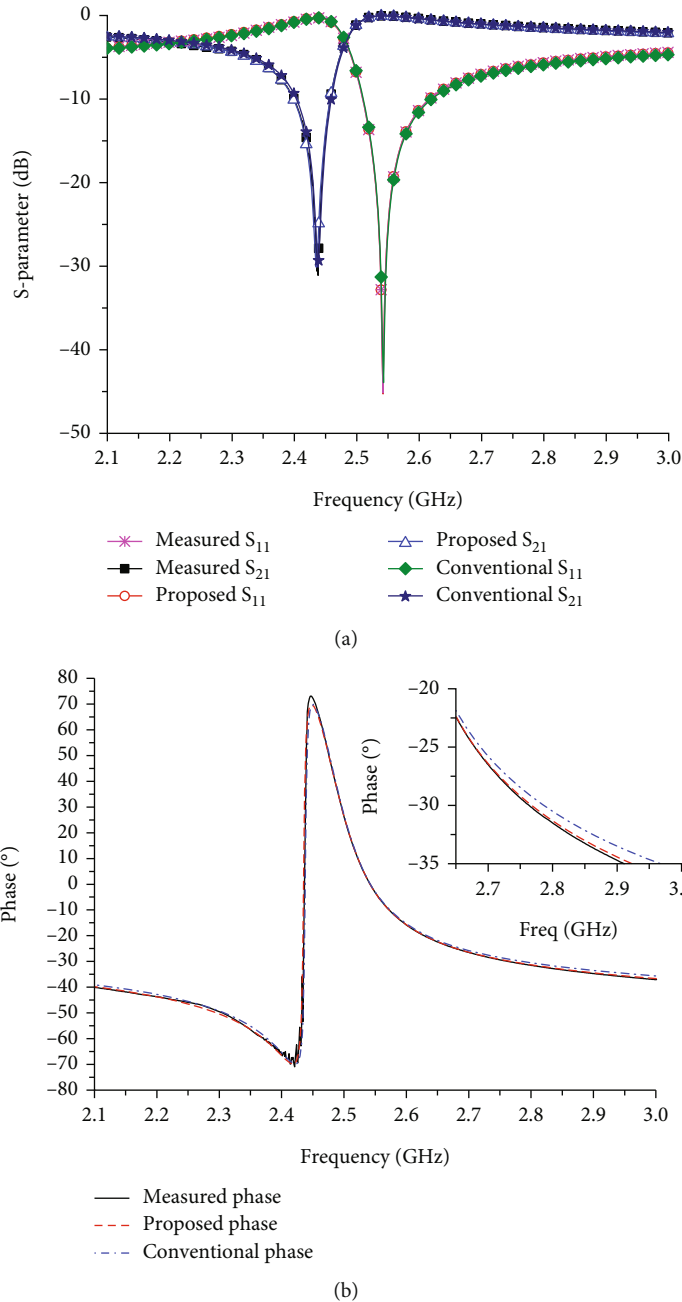 0
−10
−20
−30
−40
−50
S-parameter (dB)
2.1 2.2 2.3 2.4 2.5 2.6 2.7 2.8 2.9 3.0
Frequency (GHz)
Measured S11
Measured S21
Proposed S11
Proposed S21
Conventional S11
Conventional S21
(a)
80
70
60
50
40
30
20
10
0
−10
−20
−30
−40
−50
−60
−70
−80
Phase (°)
2.1 2.2 2.3 2.4 2.5 2.6 2.7 2.8 2.9 3.0
Frequency (GHz)
−20
−25
−30
−35
Phase (°)
2.7 2.8 2.9 3.0
Freq (GHz)
Measured phase
Proposed phase
Conventional phase
(b)